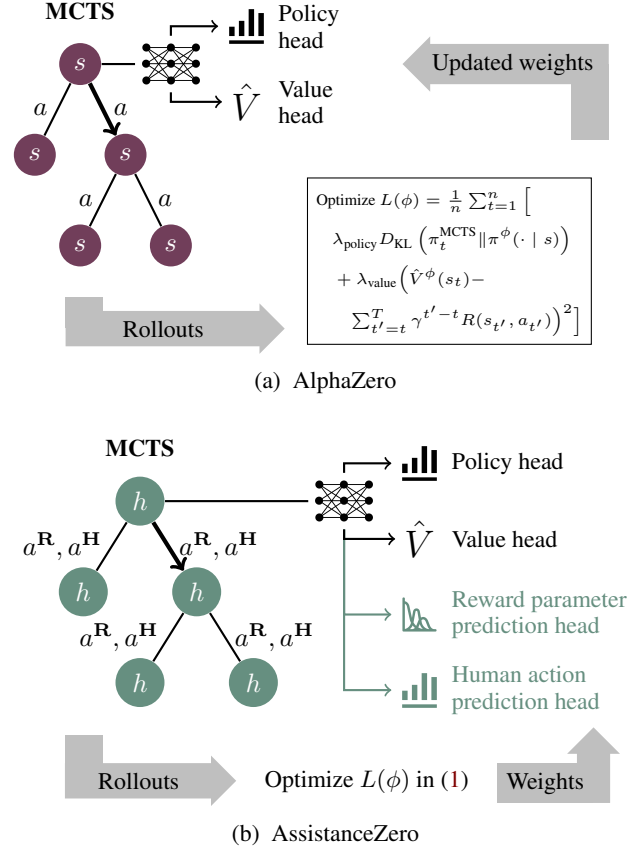 MCTS
Policy
head
s
V̂
Value
head
Updated weights
a
a
s
s
a
a
s
s
Optimize L(ϕ) = 1/n ∑_{t=1}^{n} [
λ_policy D_KL (π_t^MCTS ‖ π^ϕ(· | s))
+ λ_value (V̂^ϕ(s_t) −
∑_{t'=t}^{T} γ^{t'−t} R(s_{t'}, a_{t'}))^2]
Rollouts
(a) AlphaZero
MCTS
Policy head
h
V̂
Value head
a^R, a^H
a^R, a^H
h
h
Reward parameter
prediction head
a^R, a^H
a^R, a^H
h
h
Human action
prediction head
Rollouts
Optimize L(ϕ) in (1)
Weights
(b) AssistanceZero